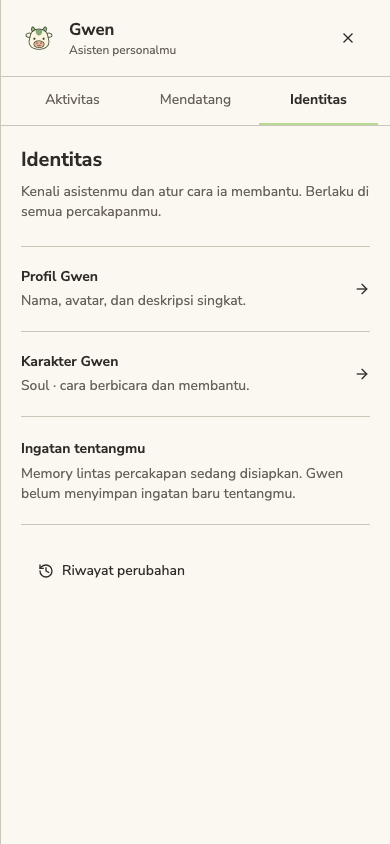 Gwen
Asisten personalmu
Aktivitas
Mendatang
Identitas
Identitas
Kenali asistenmu dan atur cara ia membantu. Berlaku di
semua percakapanmu.
Profil Gwen
Nama, avatar, dan deskripsi singkat.
Karakter Gwen
Soul · cara berbicara dan membantu.
Ingatan tentangmu
Memory lintas percakapan sedang disiapkan. Gwen
belum menyimpan ingatan baru tentangmu.
Riwayat perubahan